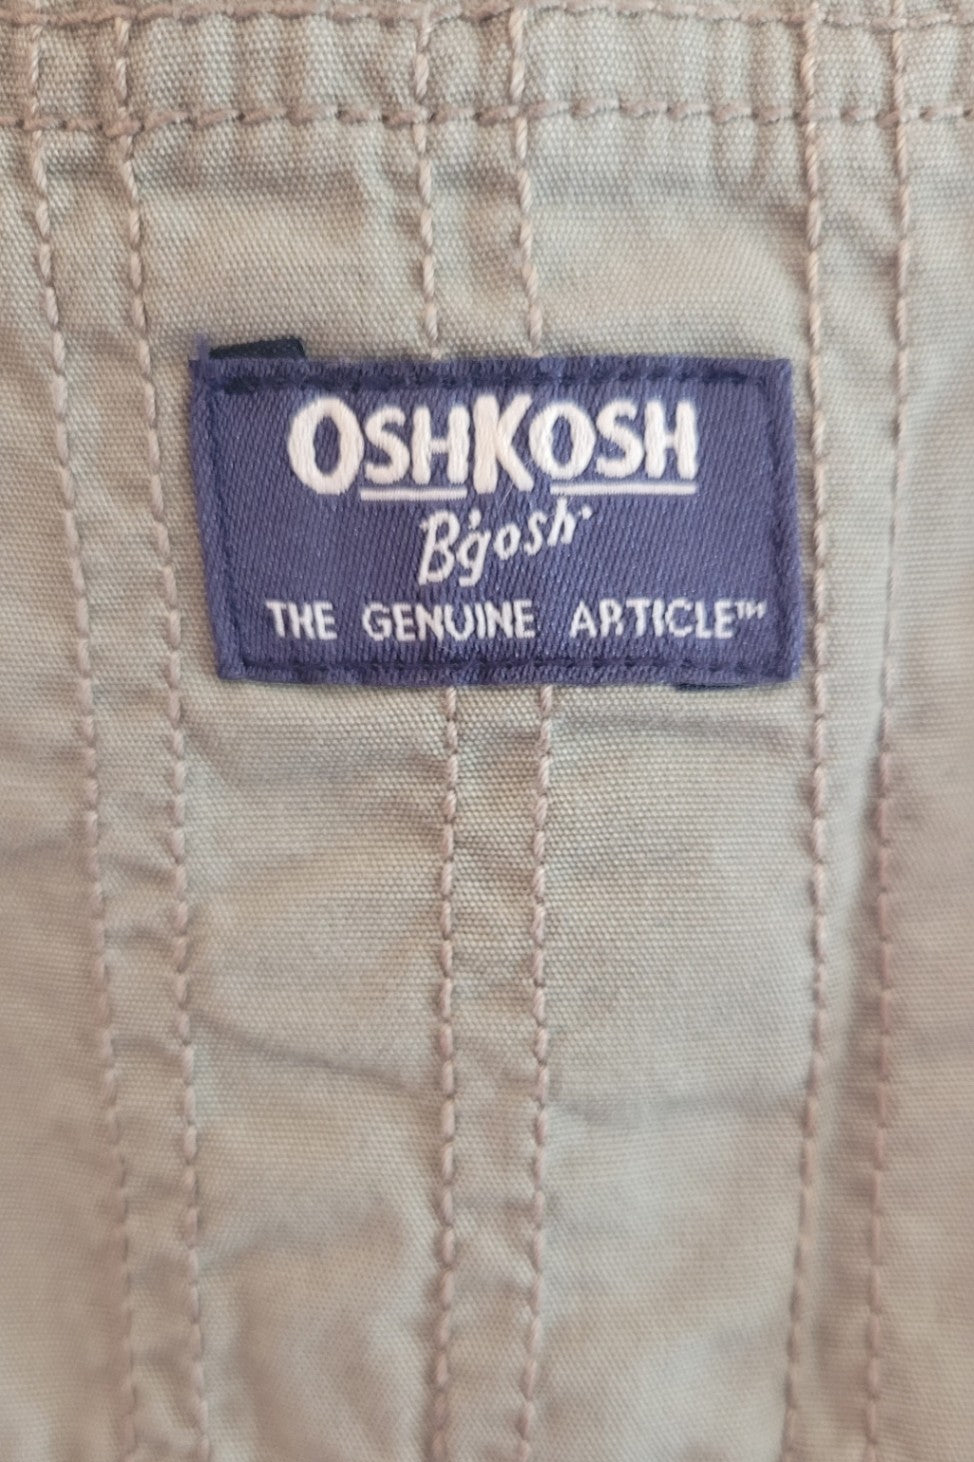 OSHKOSH
B'gosh
THE GENUINE ARTICLE™